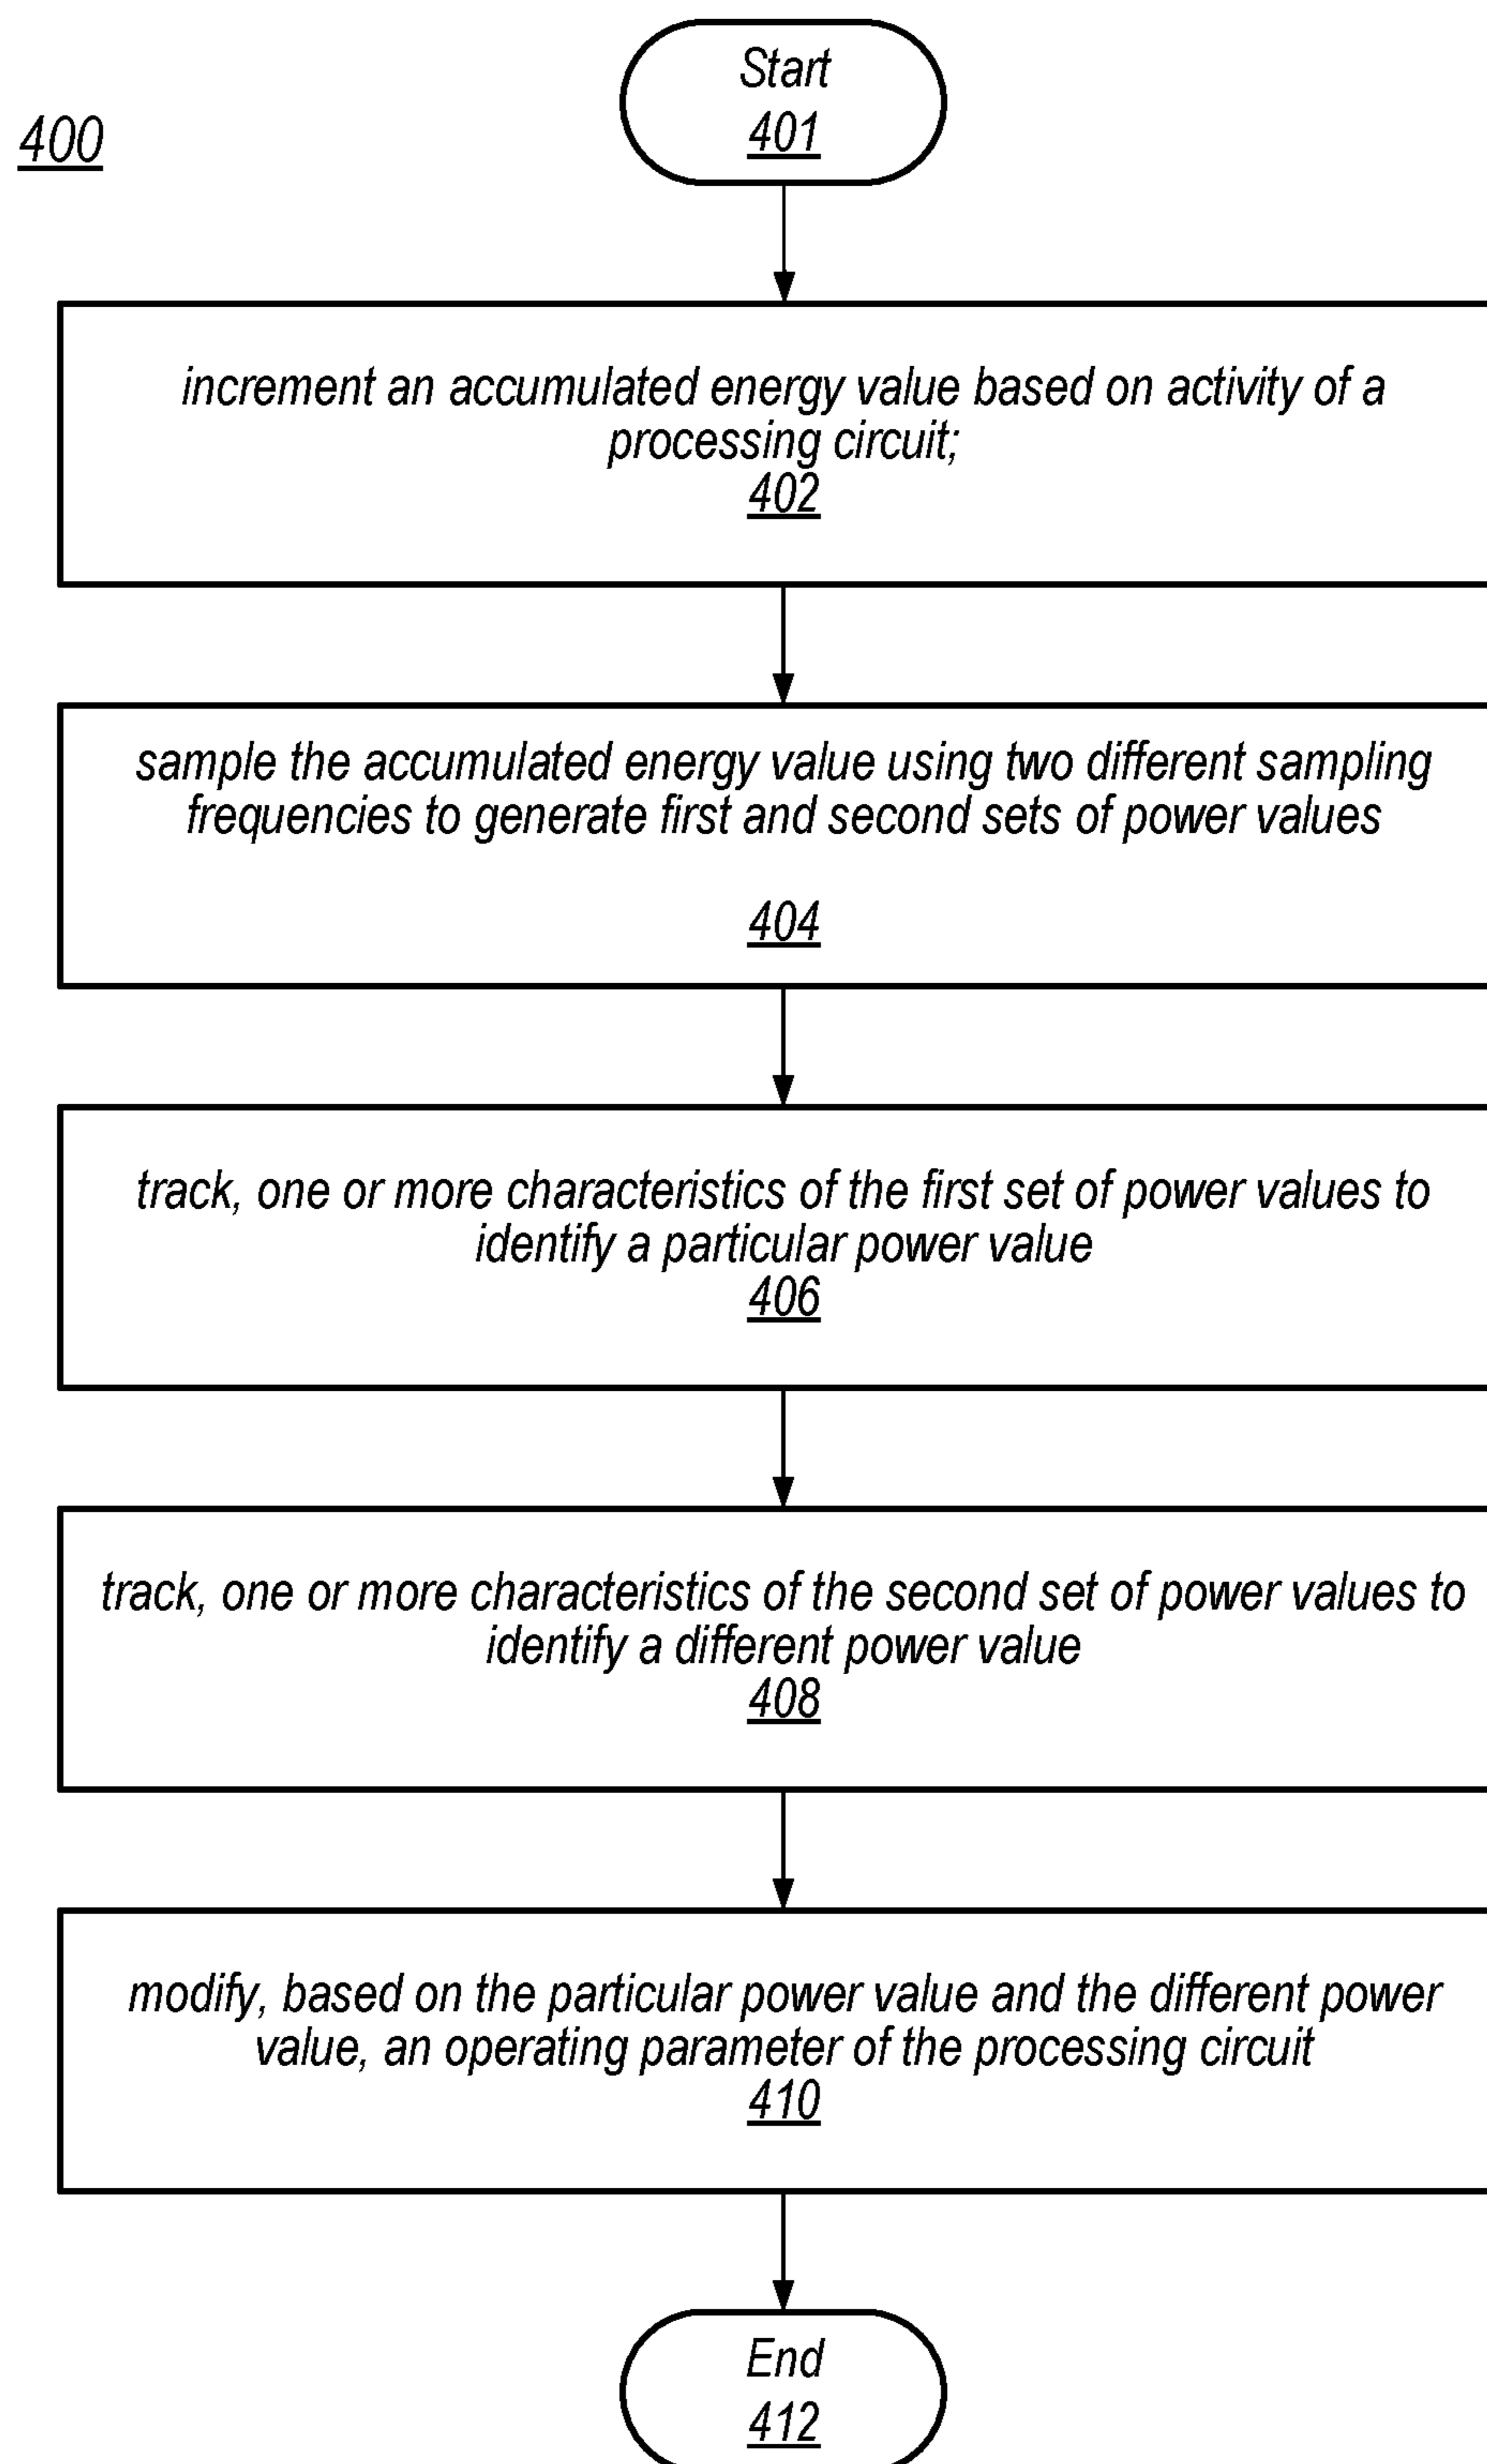 Start
401
400
increment an accumulated energy value based on activity of a
processing circuit;
402
sample the accumulated energy value using two different sampling
frequencies to generate first and second sets of power values
404
track, one or more characteristics of the first set of power values to
identify a particular power value
406
track, one or more characteristics of the second set of power values to
identify a different power value
408
modify, based on the particular power value and the different power
value, an operating parameter of the processing circuit
410
End
412